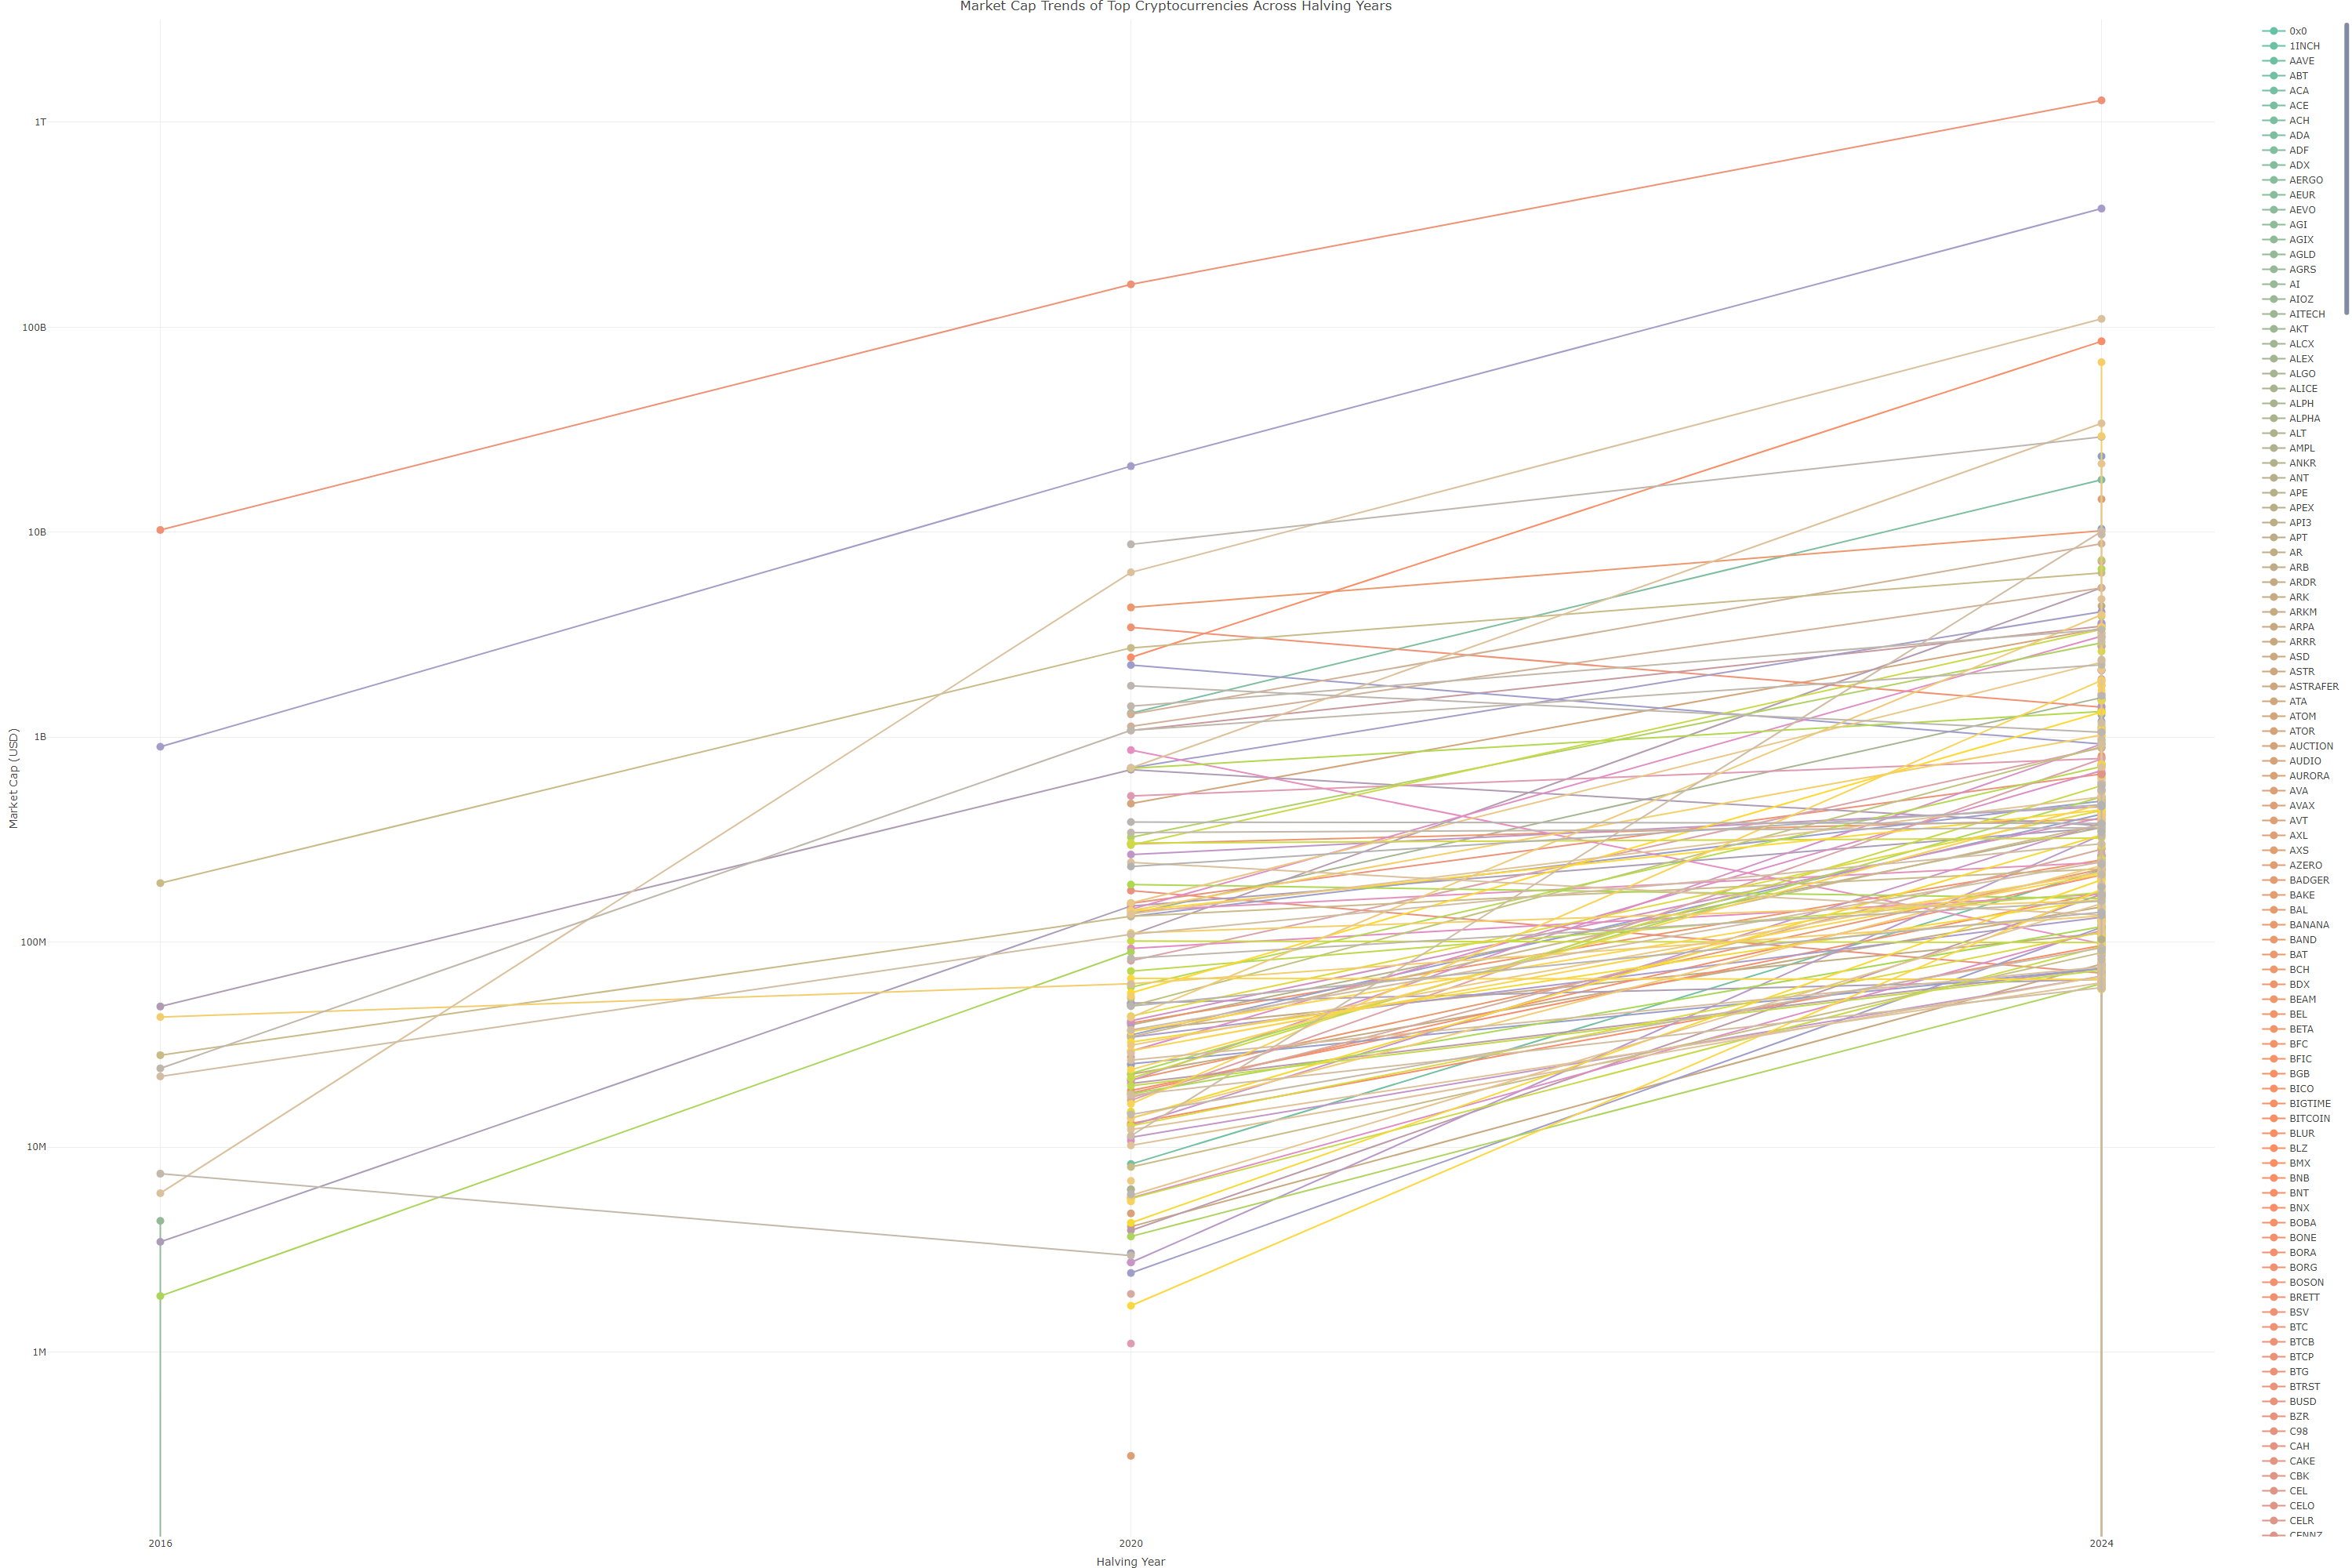 Market Cap Trends of Top Cryptocurrencies Across Halving Years
1T
100B
10B
1B
100M
10M
1M
Market Cap (USD)
2016
2020
2024
Halving Year
0x0
1INCH
AAVE
ABT
ACA
ACE
ACH
ADA
ADF
ADX
AERGO
AEUR
AEVO
AGI
AGIX
AGLD
AGRS
AI
AIOZ
AITECH
AKT
ALCX
ALEX
ALGO
ALICE
ALPH
ALPHA
ALT
AMPL
ANKR
ANT
APE
APEX
API3
APT
AR
ARB
ARDR
ARK
ARKM
ARPA
ARRR
ASD
ASTR
ASTRAFER
ATA
ATOM
ATOR
AUCTION
AUDIO
AURORA
AVA
AVAX
AVT
AXL
AXS
AZERO
BADGER
BAKE
BAL
BANANA
BAND
BAT
BCH
BDX
BEAM
BEL
BETA
BFC
BFIC
BGB
BICO
BIGTIME
BITCOIN
BLUR
BLZ
BMX
BNB
BNT
BNX
BOBA
BONE
BORA
BORG
BOSON
BRETT
BSV
BTC
BTCB
BTCP
BTG
BTRST
BUSD
BZR
C98
CAH
CAKE
CBK
CEL
CELO
CELR